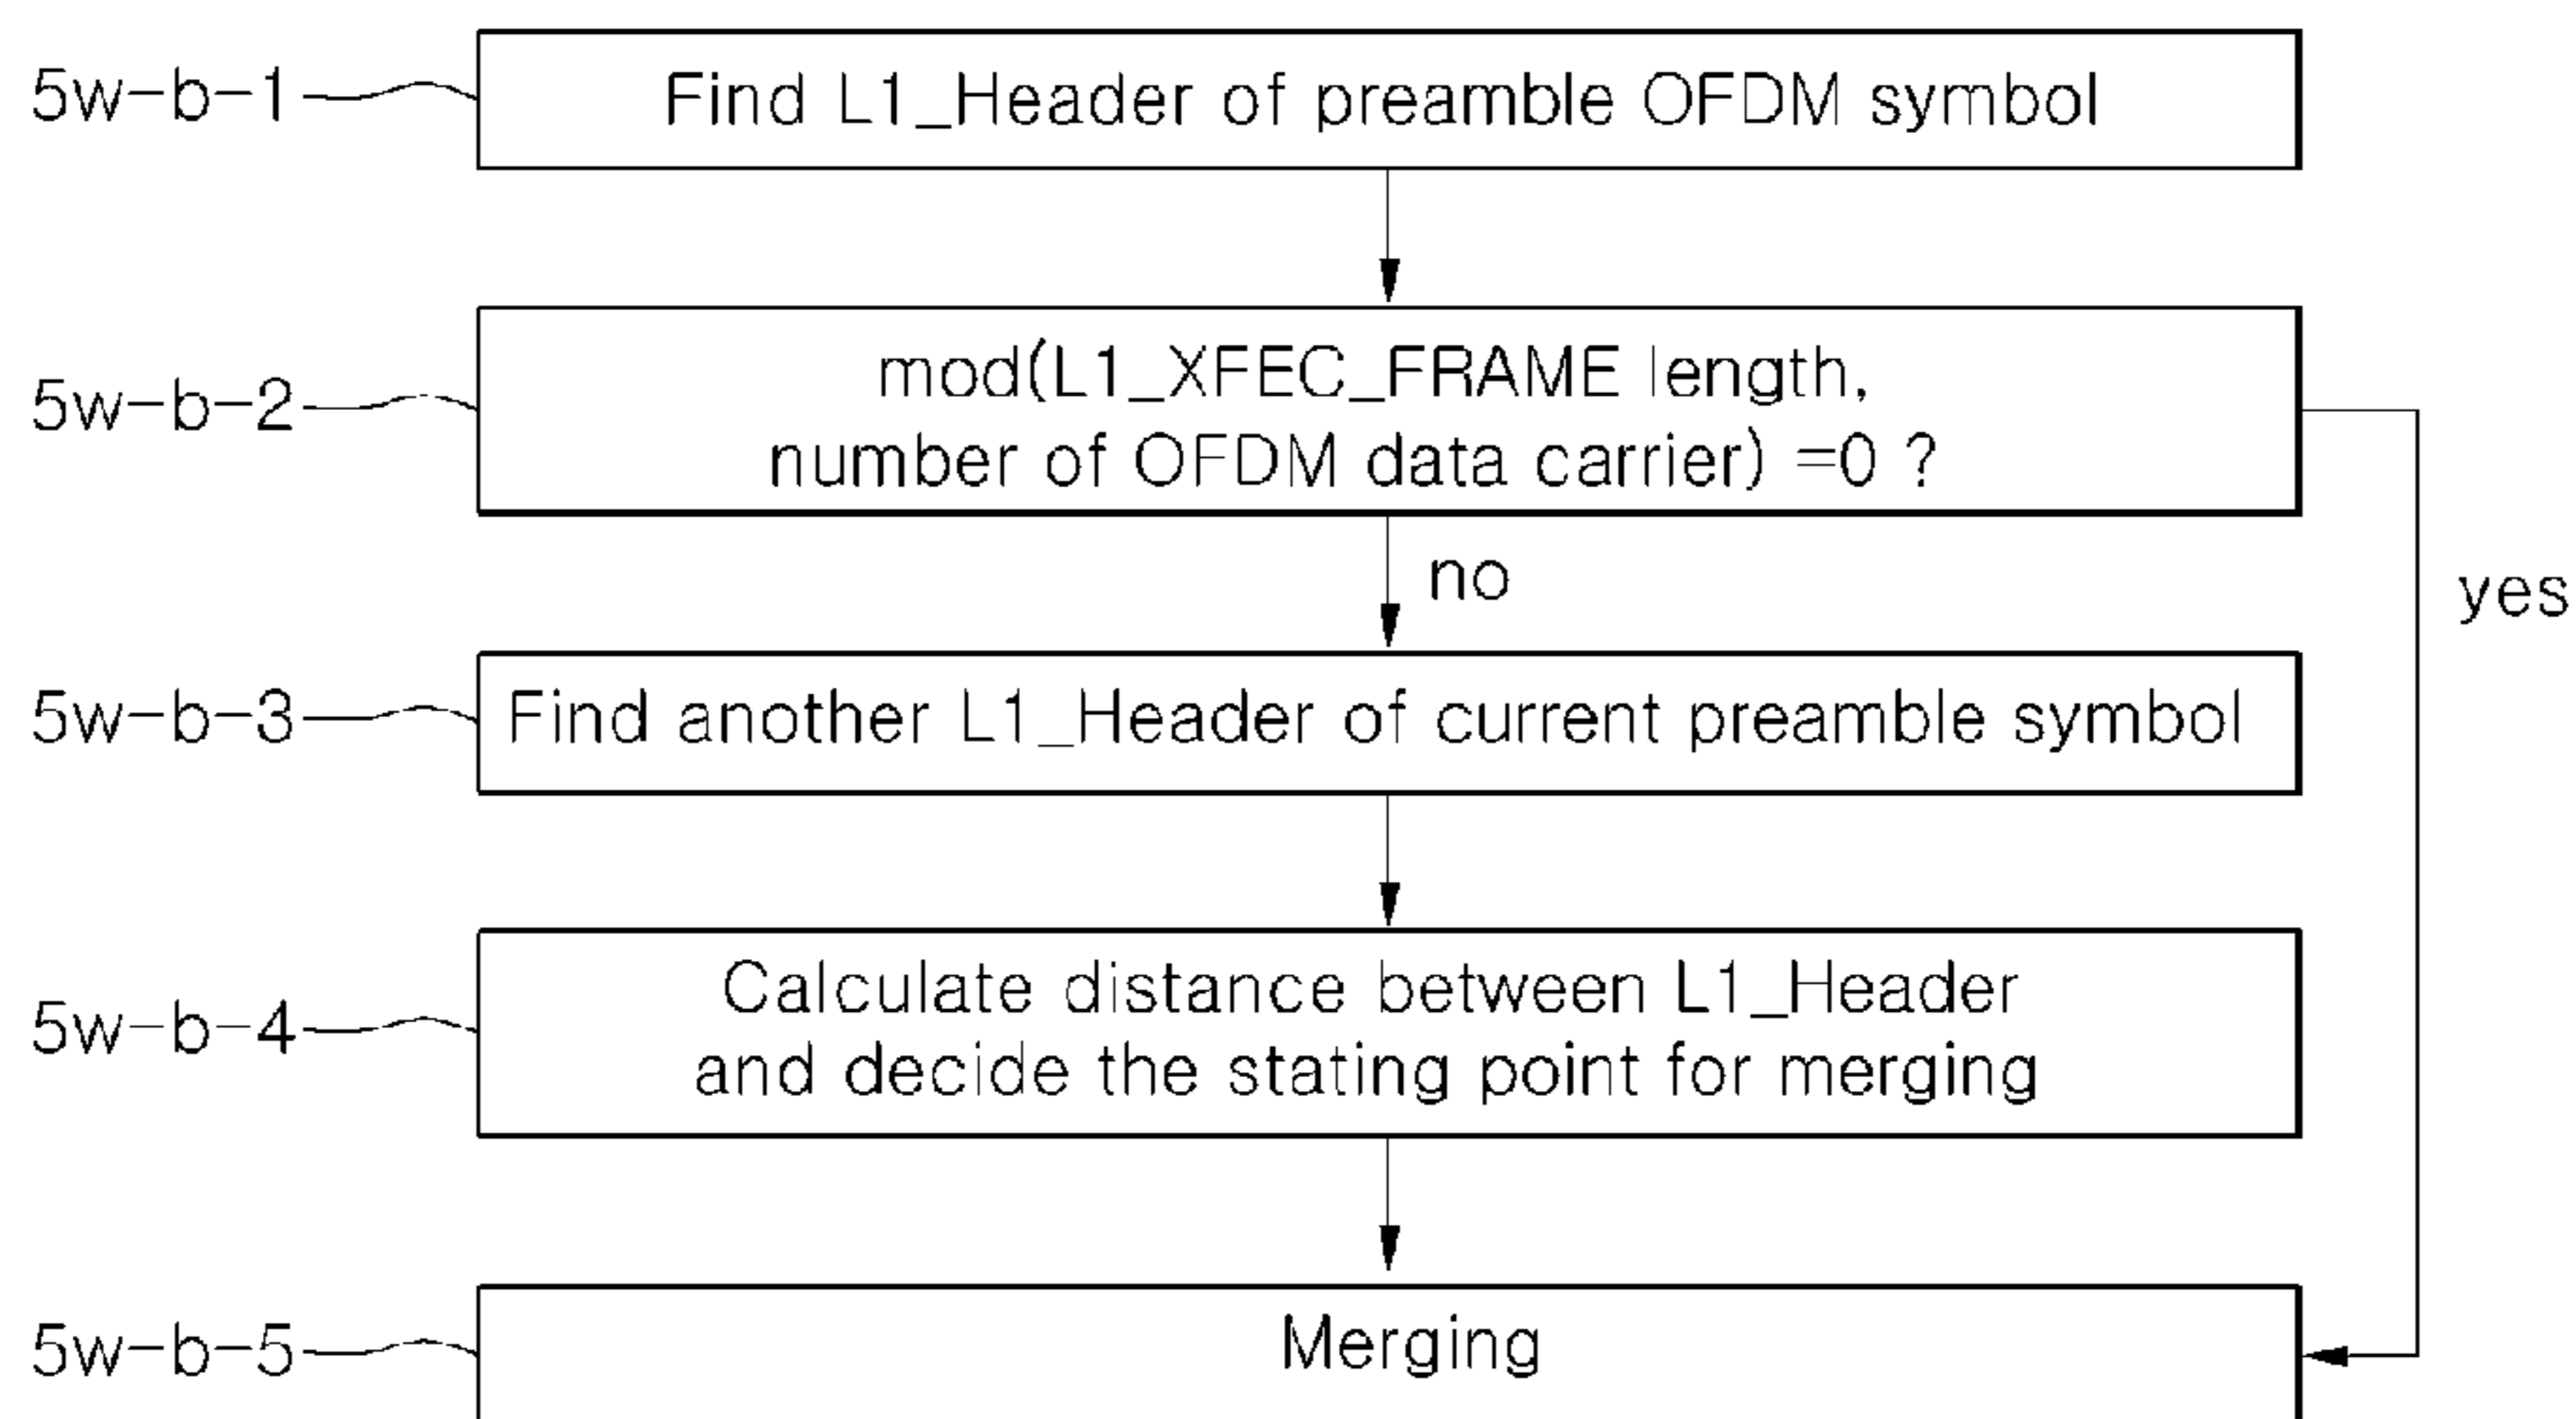 5w-b-1
Find L1_Header of preamble OFDM symbol
5w-b-2
mod(L1_XFEC_FRAME length,
number of OFDM data carrier) =0 ?
no
yes
5w-b-3
Find another L1_Header of current preamble symbol
5w-b-4
Calculate distance between L1_Header
and decide the stating point for merging
5w-b-5
Merging